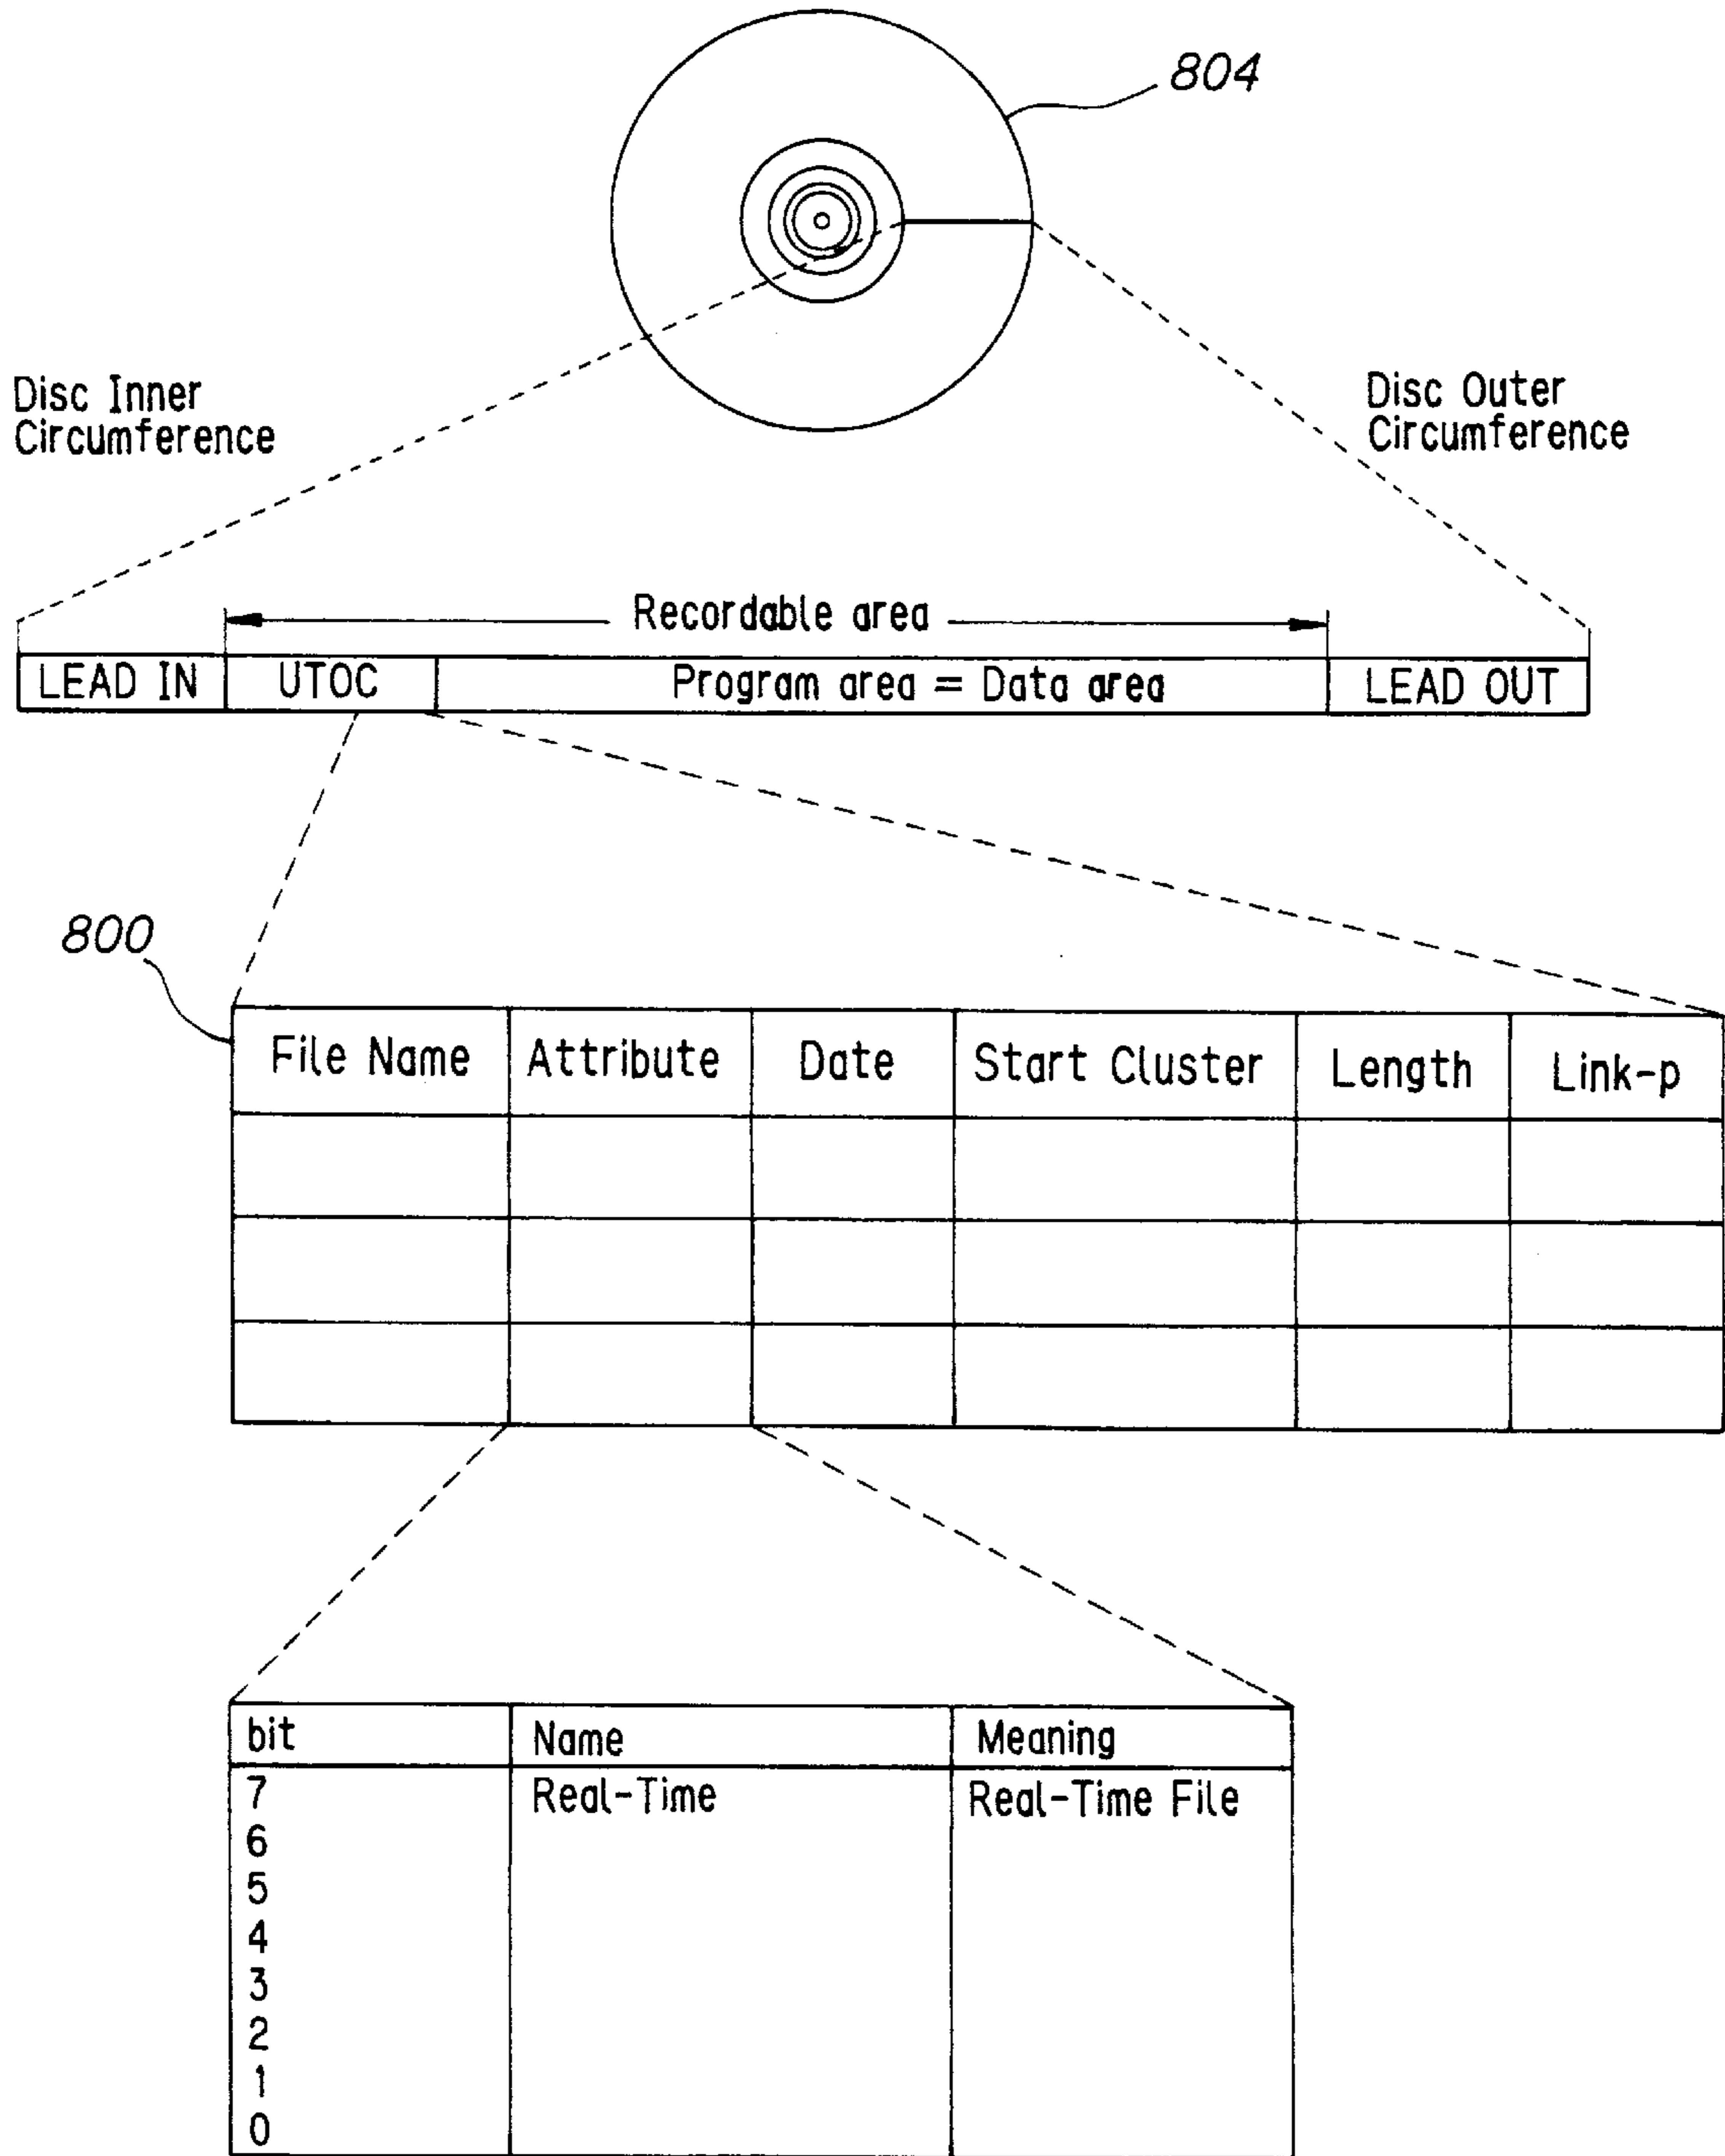 804
Disc Inner
Circumference
Disc Outer
Circumference
Recordable area
LEAD IN UTOC Program area = Data area LEAD OUT
800
File Name Attribute Date Start Cluster Length Link-p
bit Name Meaning
7 Real-Time Real-Time File
6
5
4
3
2
1
0